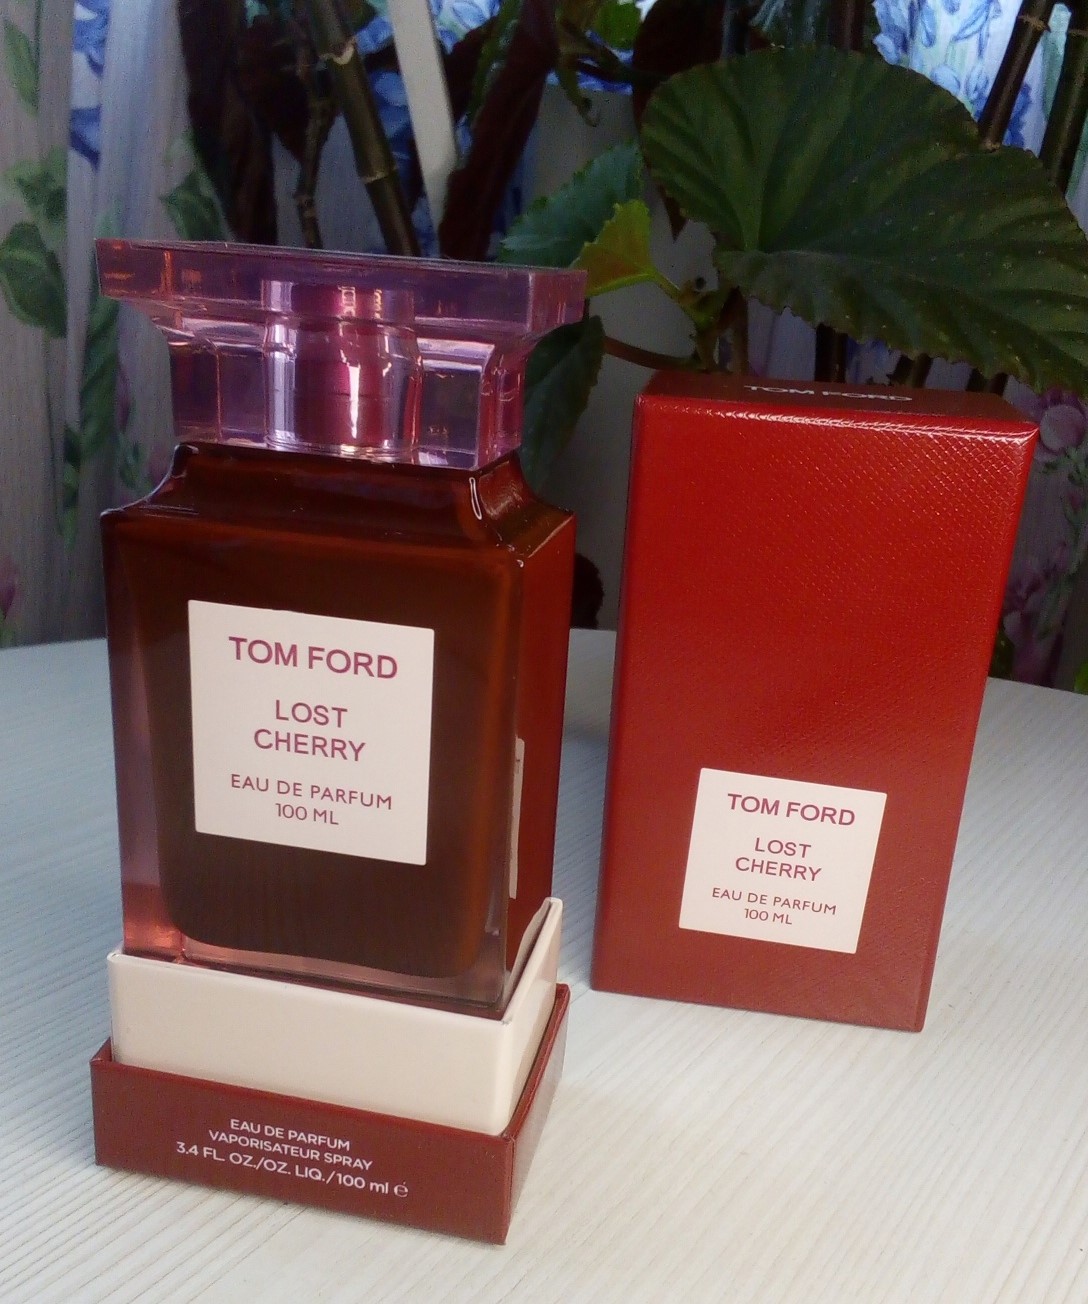 TOM FORD
LOST
CHERRY
EAU DE PARFUM
100 ML
EAU DE PARFUM
VAPORISATEUR SPRAY
3.4 FL. OZ./OZ. LIQ./100 ml ℮
TOM FORD
TOM FORD
LOST
CHERRY
EAU DE PARFUM
100 ML